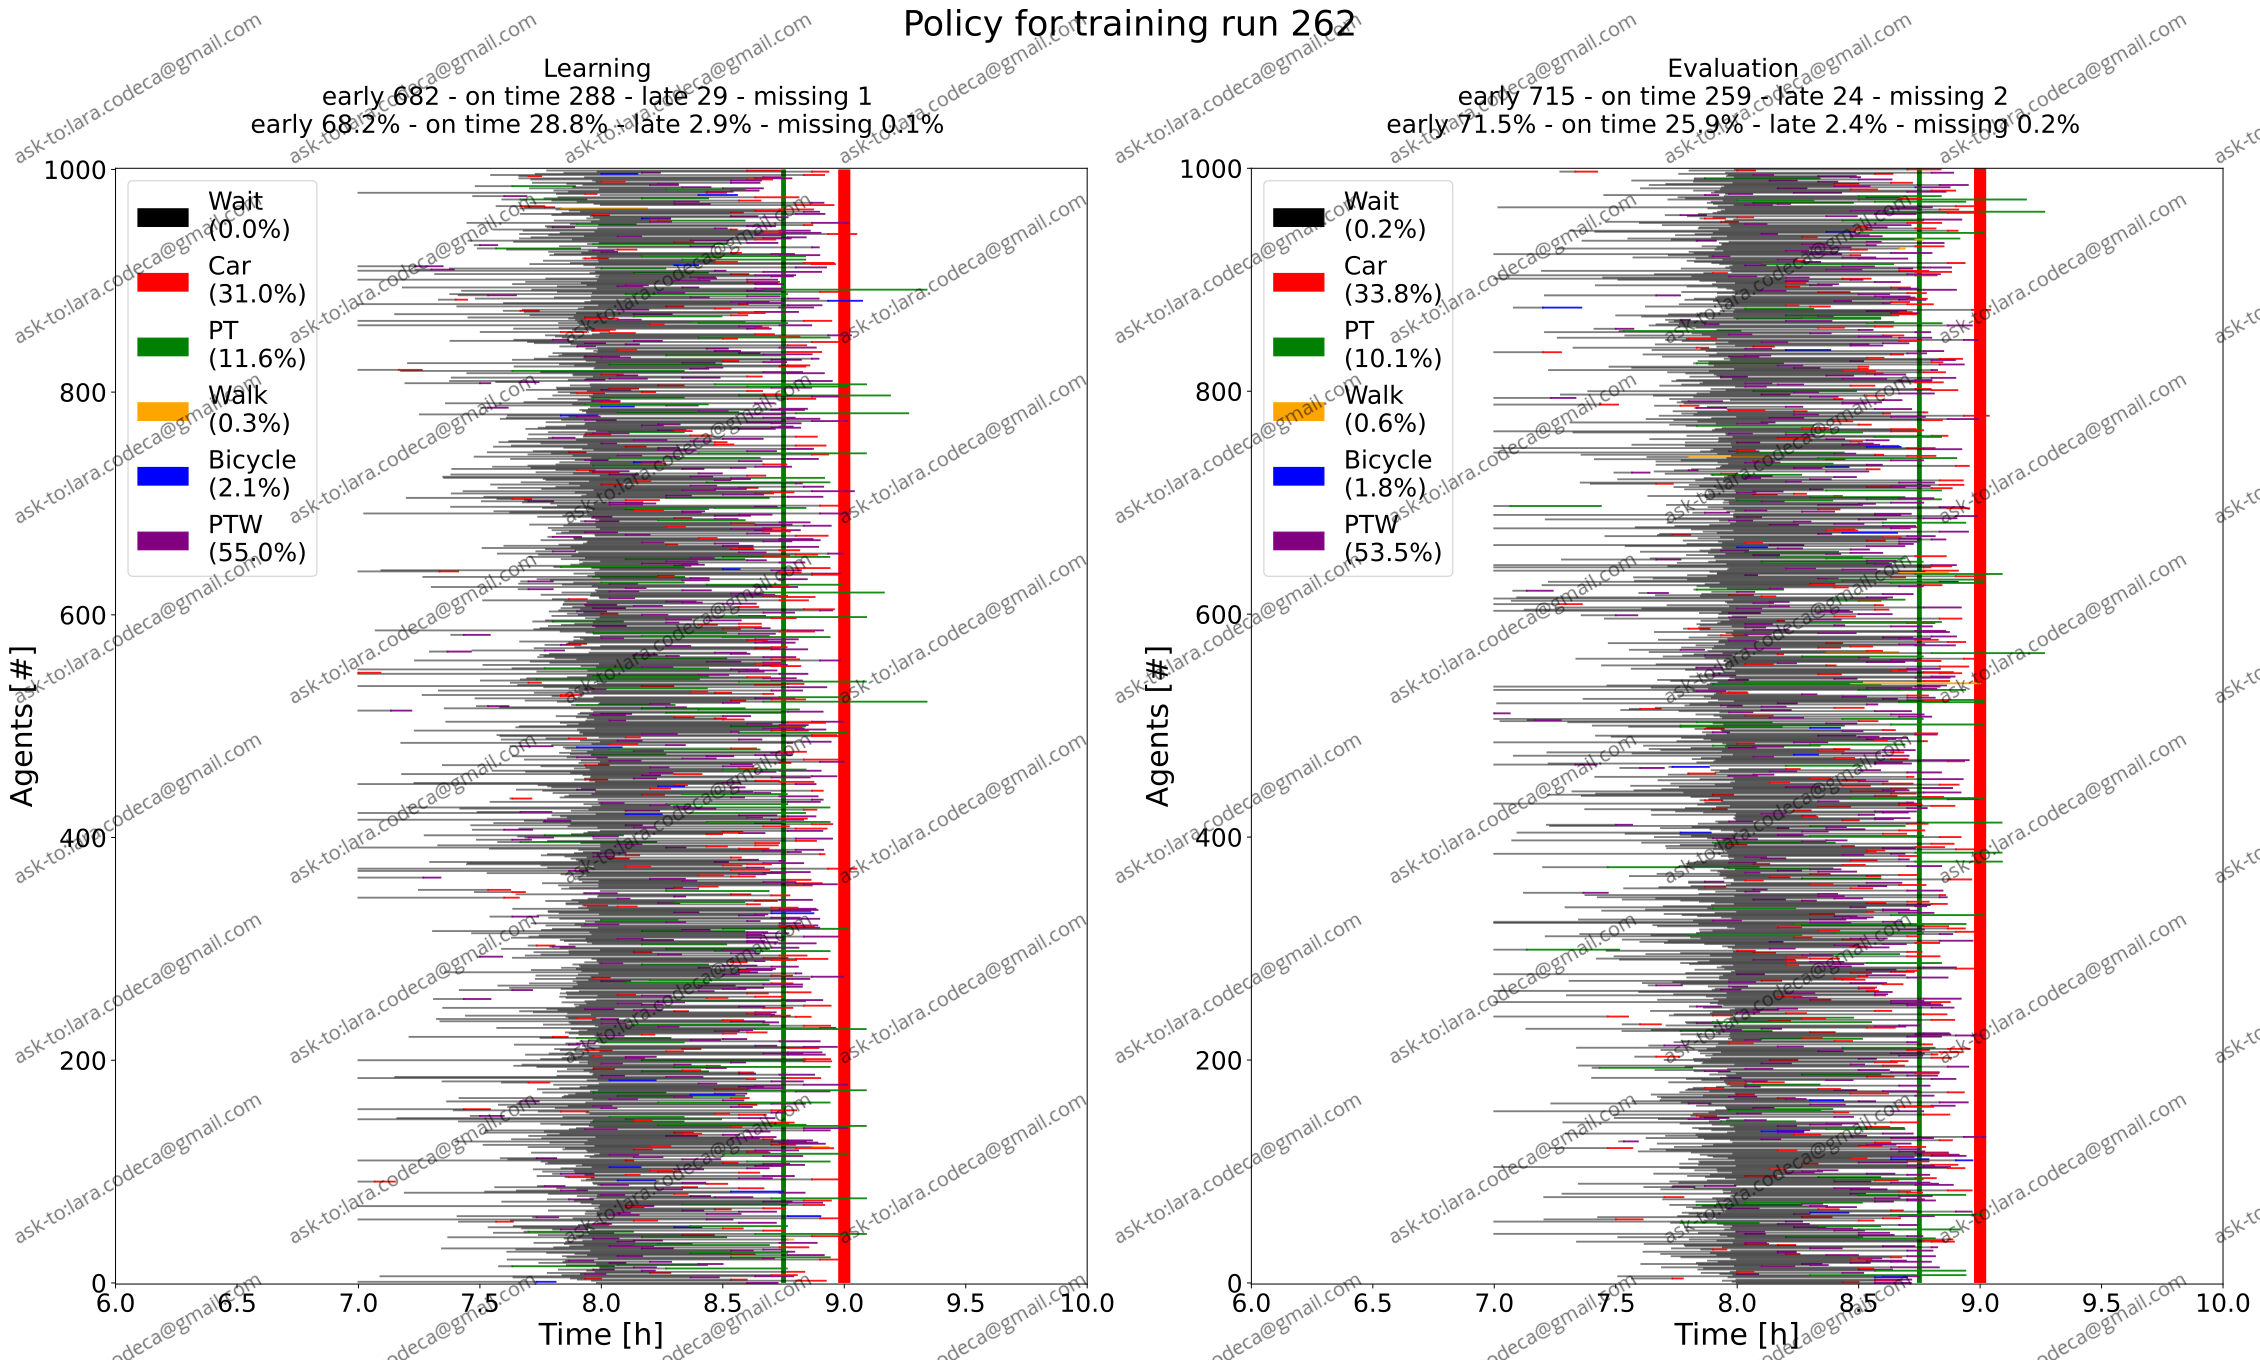 Policy for training run 262
Learning
early 682 - on time 288 - late 29 - missing 1
early 68.2% - on time 28.8% - late 2.9% - missing 0.1%
Evaluation
early 715 - on time 259 - late 24 - missing 2
early 71.5% - on time 25.9% - late 2.4% - missing 0.2%
Wait
(0.0%)
Car
(31.0%)
PT
(11.6%)
Walk
(0.3%)
Bicycle
(2.1%)
PTW
(55.0%)
1000
800
600
400
200
0
Agents [#]
6.0 6.5 7.0 7.5 8.0 8.5 9.0 9.5 10.0
Time [h]
Wait
(0.2%)
Car
(33.8%)
PT
(10.1%)
Walk
(0.6%)
Bicycle
(1.8%)
PTW
(53.5%)
1000
800
600
400
200
0
Agents [#]
6.0 6.5 7.0 7.5 8.0 8.5 9.0 9.5 10.0
Time [h]
ask-to:lara.codeca@gmail.com